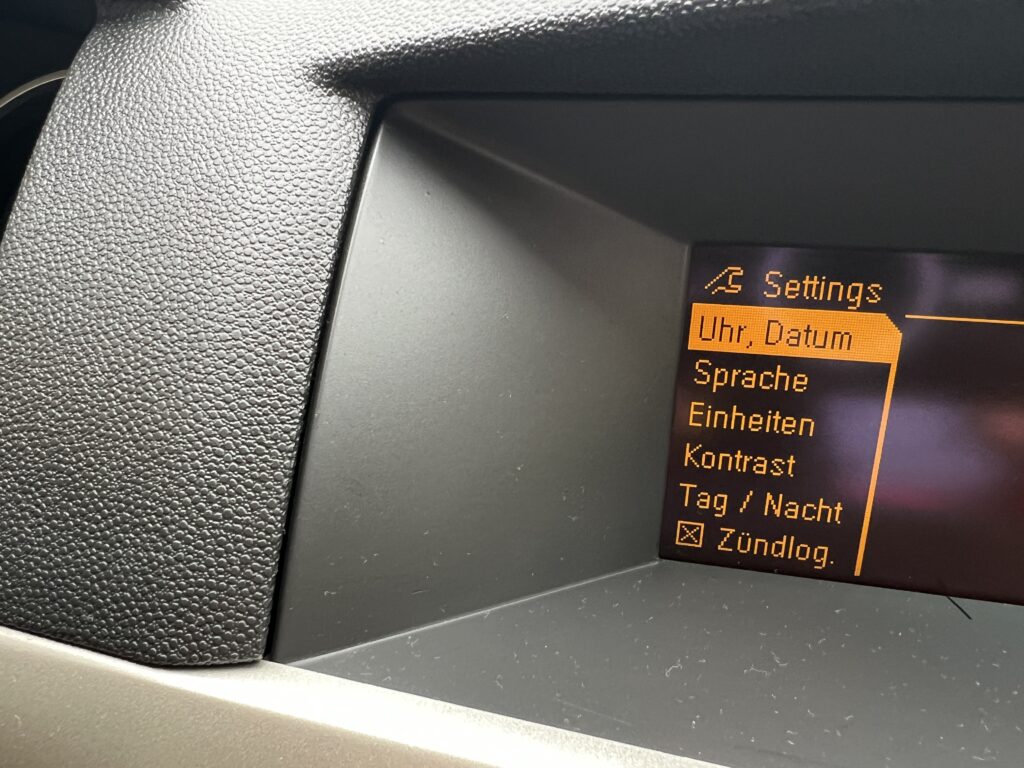 Settings
Uhr, Datum
Sprache
Einheiten
Kontrast
Tag / Nacht
Zündlog.